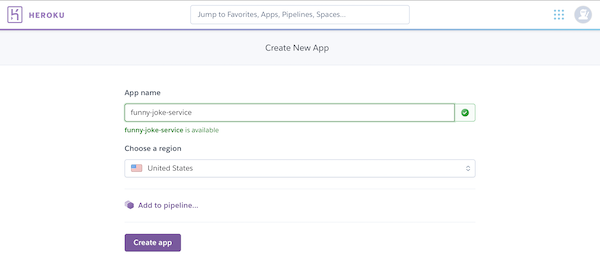 HEROKU
Jump to Favorites, Apps, Pipelines, Spaces...
Create New App
App name
funny-joke-service
funny-joke-service is available
Choose a region
United States
Add to pipeline...
Create app